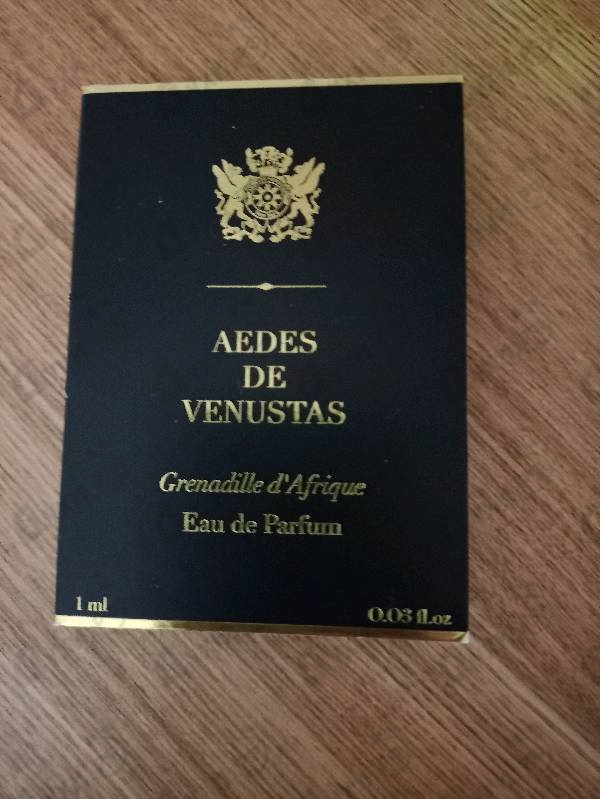 AEDES
DE
VENUSTAS
Grenadille d'Afrique
Eau de Parfum
1 ml
0.03 fl.oz